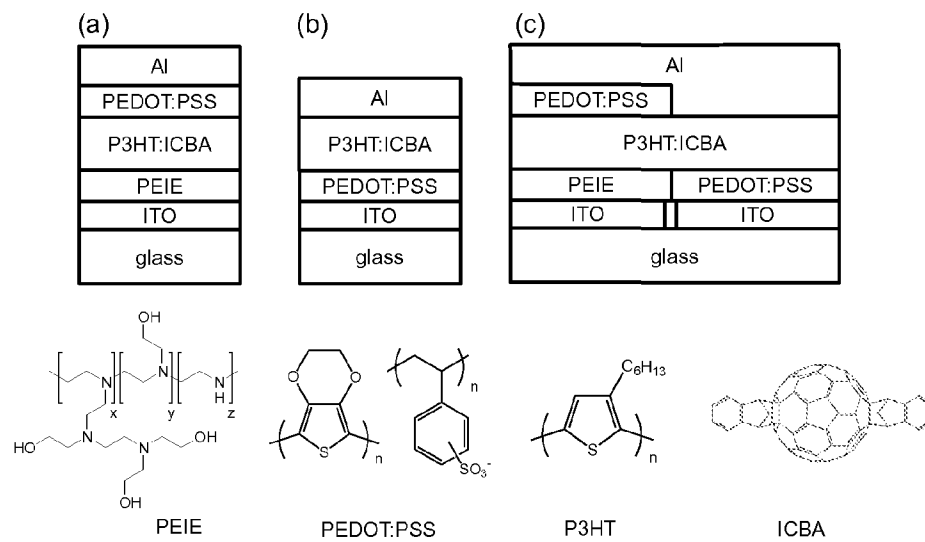 (a)
Al
PEDOT:PSS
P3HT:ICBA
PEIE
ITO
glass
(b)
Al
P3HT:ICBA
PEDOT:PSS
ITO
glass
(c)
Al
PEDOT:PSS
P3HT:ICBA
PEIE PEDOT:PSS
ITO ITO
glass
OH
N N N
H
x y z
N
HO N OH
OH
PEIE
O O
S n
n
SO₃⁻
PEDOT:PSS
C₆H₁₃
S n
P3HT
ICBA